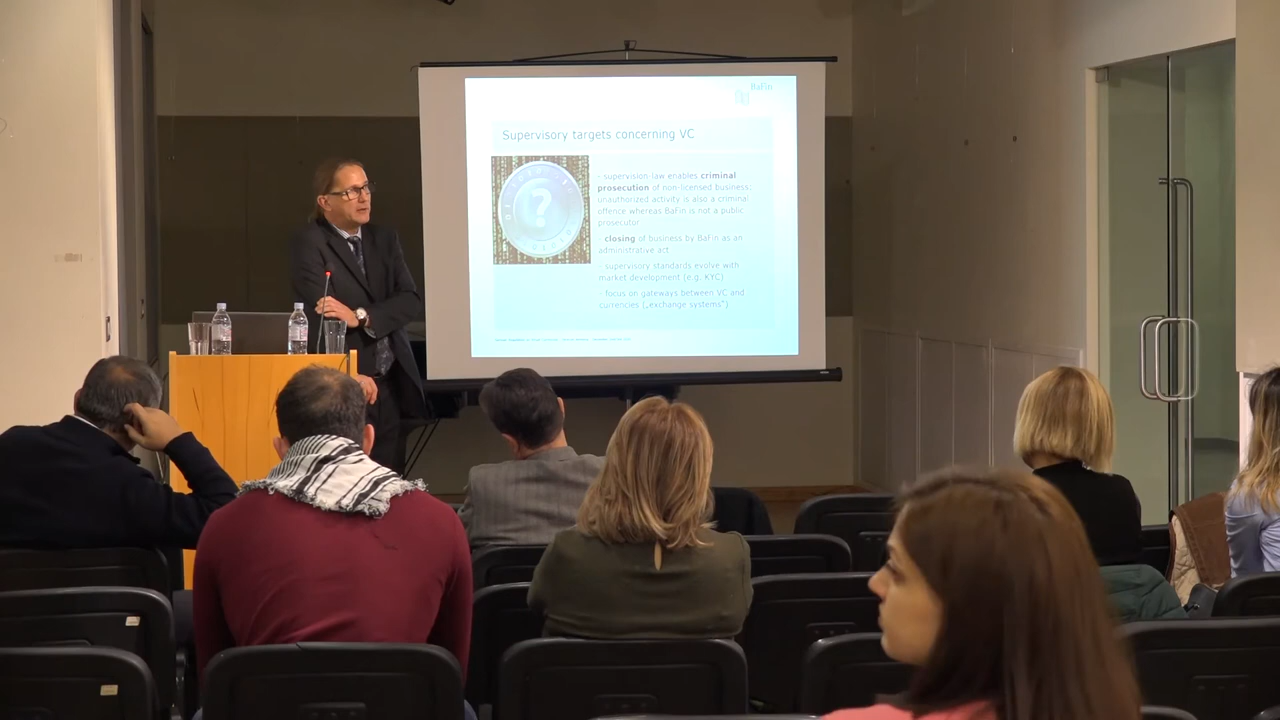 BaFin
Supervisory targets concerning VC
- supervision-law enables criminal
prosecution of non-licensed business;
unauthorized activity is also a criminal
offence whereas BaFin is not a public
prosecutor
- closing of business by BaFin as an
administrative act
- supervisory standards evolve with
market development (e.g. KYC)
- focus on gateways between VC and
currencies („exchange systems")